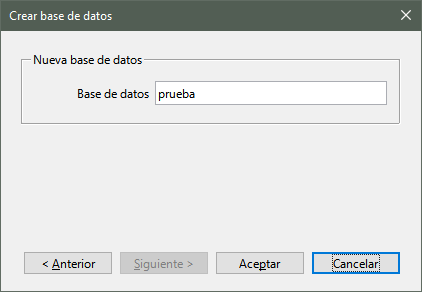 Crear base de datos
Nueva base de datos
Base de datos prueba
< Anterior Siguiente > Aceptar Cancelar